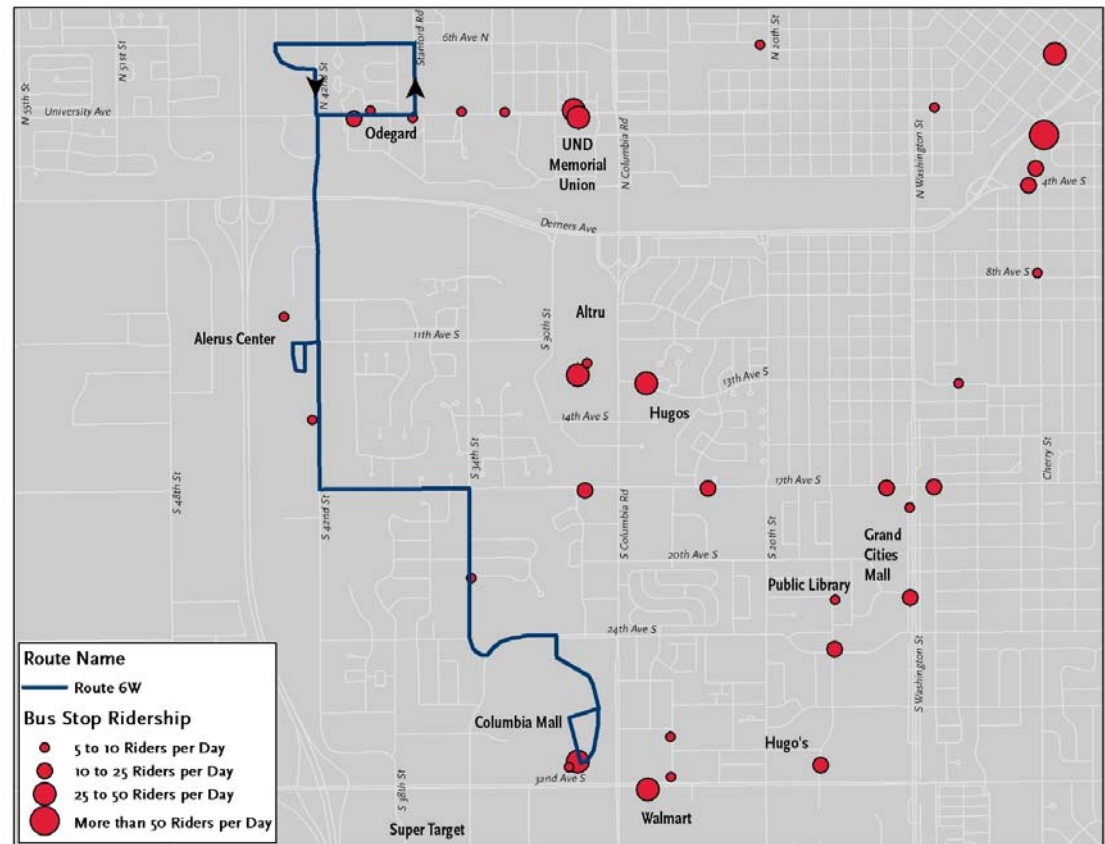 6th Ave N
Stanford Rd
N 20th St
N 51st St
N 55th St
N 42nd St
University Ave
Odegard
UND
Memorial
Union
N Columbia Rd
N Washington St
4th Ave S
Demers Ave
8th Ave S
Altru
Alerus Center
11th Ave S
S 30th St
13th Ave S
Hugos
14th Ave S
S 34th St
Cherry St
17th Ave S
S 48th St
S 42nd St
S Columbia Rd
S 20th St
Grand
Cities
Mall
20th Ave S
Public Library
24th Ave S
S Washington St
Columbia Mall
Hugo's
32nd Ave S
S 38th St
Walmart
Super Target
Route Name
Route 6W
Bus Stop Ridership
5 to 10 Riders per Day
10 to 25 Riders per Day
25 to 50 Riders per Day
More than 50 Riders per Day